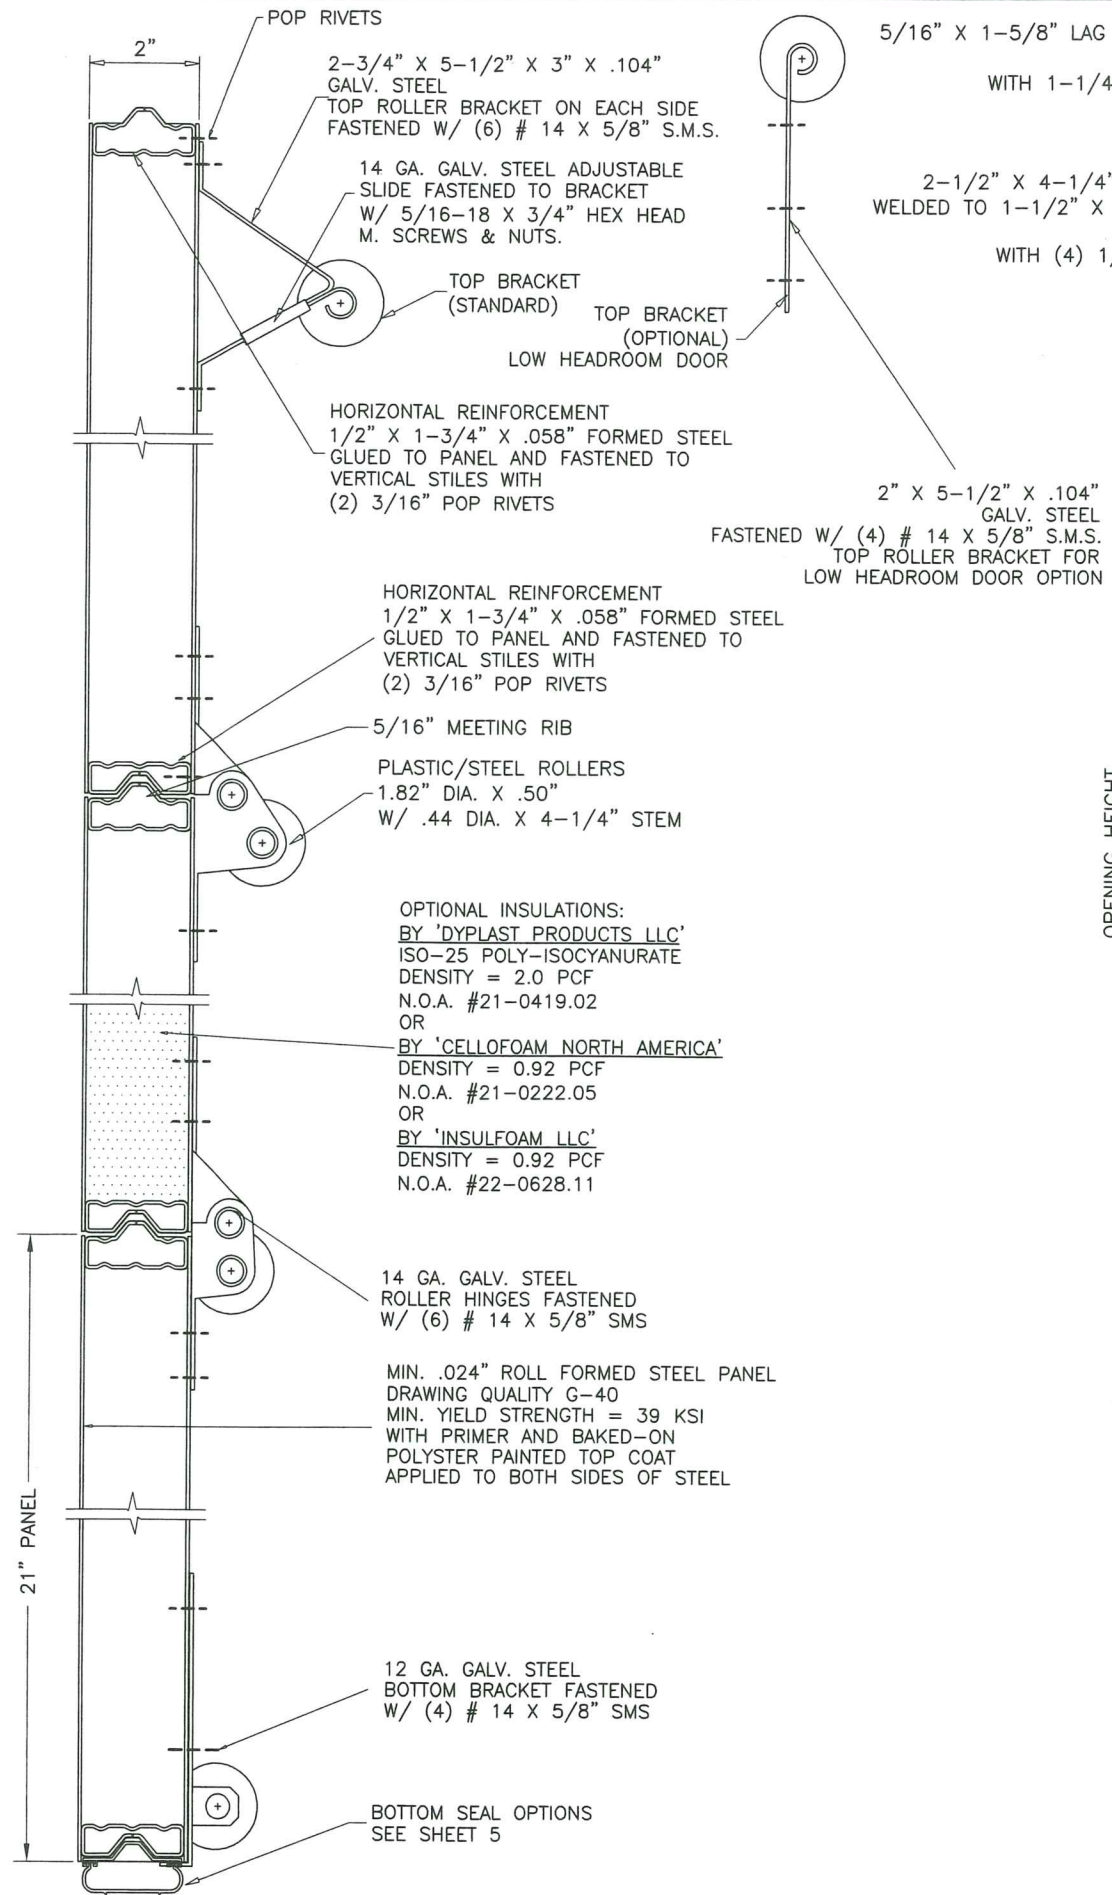 POP RIVETS
2"
2-3/4" X 5-1/2" X 3" X .104"
GALV. STEEL
TOP ROLLER BRACKET ON EACH SIDE
FASTENED W/ (6) # 14 X 5/8" S.M.S.
14 GA. GALV. STEEL ADJUSTABLE
SLIDE FASTENED TO BRACKET
W/ 5/16-18 X 3/4" HEX HEAD
M. SCREWS & NUTS.
TOP BRACKET
(STANDARD)
TOP BRACKET
(OPTIONAL)
LOW HEADROOM DOOR
5/16" X 1-5/8" LAG
WITH 1-1/4
2-1/2" X 4-1/4"
WELDED TO 1-1/2" X
WITH (4) 1/
HORIZONTAL REINFORCEMENT
1/2" X 1-3/4" X .058" FORMED STEEL
GLUED TO PANEL AND FASTENED TO
VERTICAL STILES WITH
(2) 3/16" POP RIVETS
2" X 5-1/2" X .104"
GALV. STEEL
FASTENED W/ (4) # 14 X 5/8" S.M.S.
TOP ROLLER BRACKET FOR
LOW HEADROOM DOOR OPTION
HORIZONTAL REINFORCEMENT
1/2" X 1-3/4" X .058" FORMED STEEL
GLUED TO PANEL AND FASTENED TO
VERTICAL STILES WITH
(2) 3/16" POP RIVETS
5/16" MEETING RIB
PLASTIC/STEEL ROLLERS
1.82" DIA. X .50"
W/ .44 DIA. X 4-1/4" STEM
OPENING HEIGHT
OPTIONAL INSULATIONS:
BY 'DYPLAST PRODUCTS LLC'
ISO-25 POLY-ISOCYANURATE
DENSITY = 2.0 PCF
N.O.A. #21-0419.02
OR
BY 'CELLOFOAM NORTH AMERICA'
DENSITY = 0.92 PCF
N.O.A. #21-0222.05
OR
BY 'INSULFOAM LLC'
DENSITY = 0.92 PCF
N.O.A. #22-0628.11
14 GA. GALV. STEEL
ROLLER HINGES FASTENED
W/ (6) # 14 X 5/8" SMS
MIN. .024" ROLL FORMED STEEL PANEL
DRAWING QUALITY G-40
MIN. YIELD STRENGTH = 39 KSI
WITH PRIMER AND BAKED-ON
POLYSTER PAINTED TOP COAT
APPLIED TO BOTH SIDES OF STEEL
21" PANEL
12 GA. GALV. STEEL
BOTTOM BRACKET FASTENED
W/ (4) # 14 X 5/8" SMS
BOTTOM SEAL OPTIONS
SEE SHEET 5